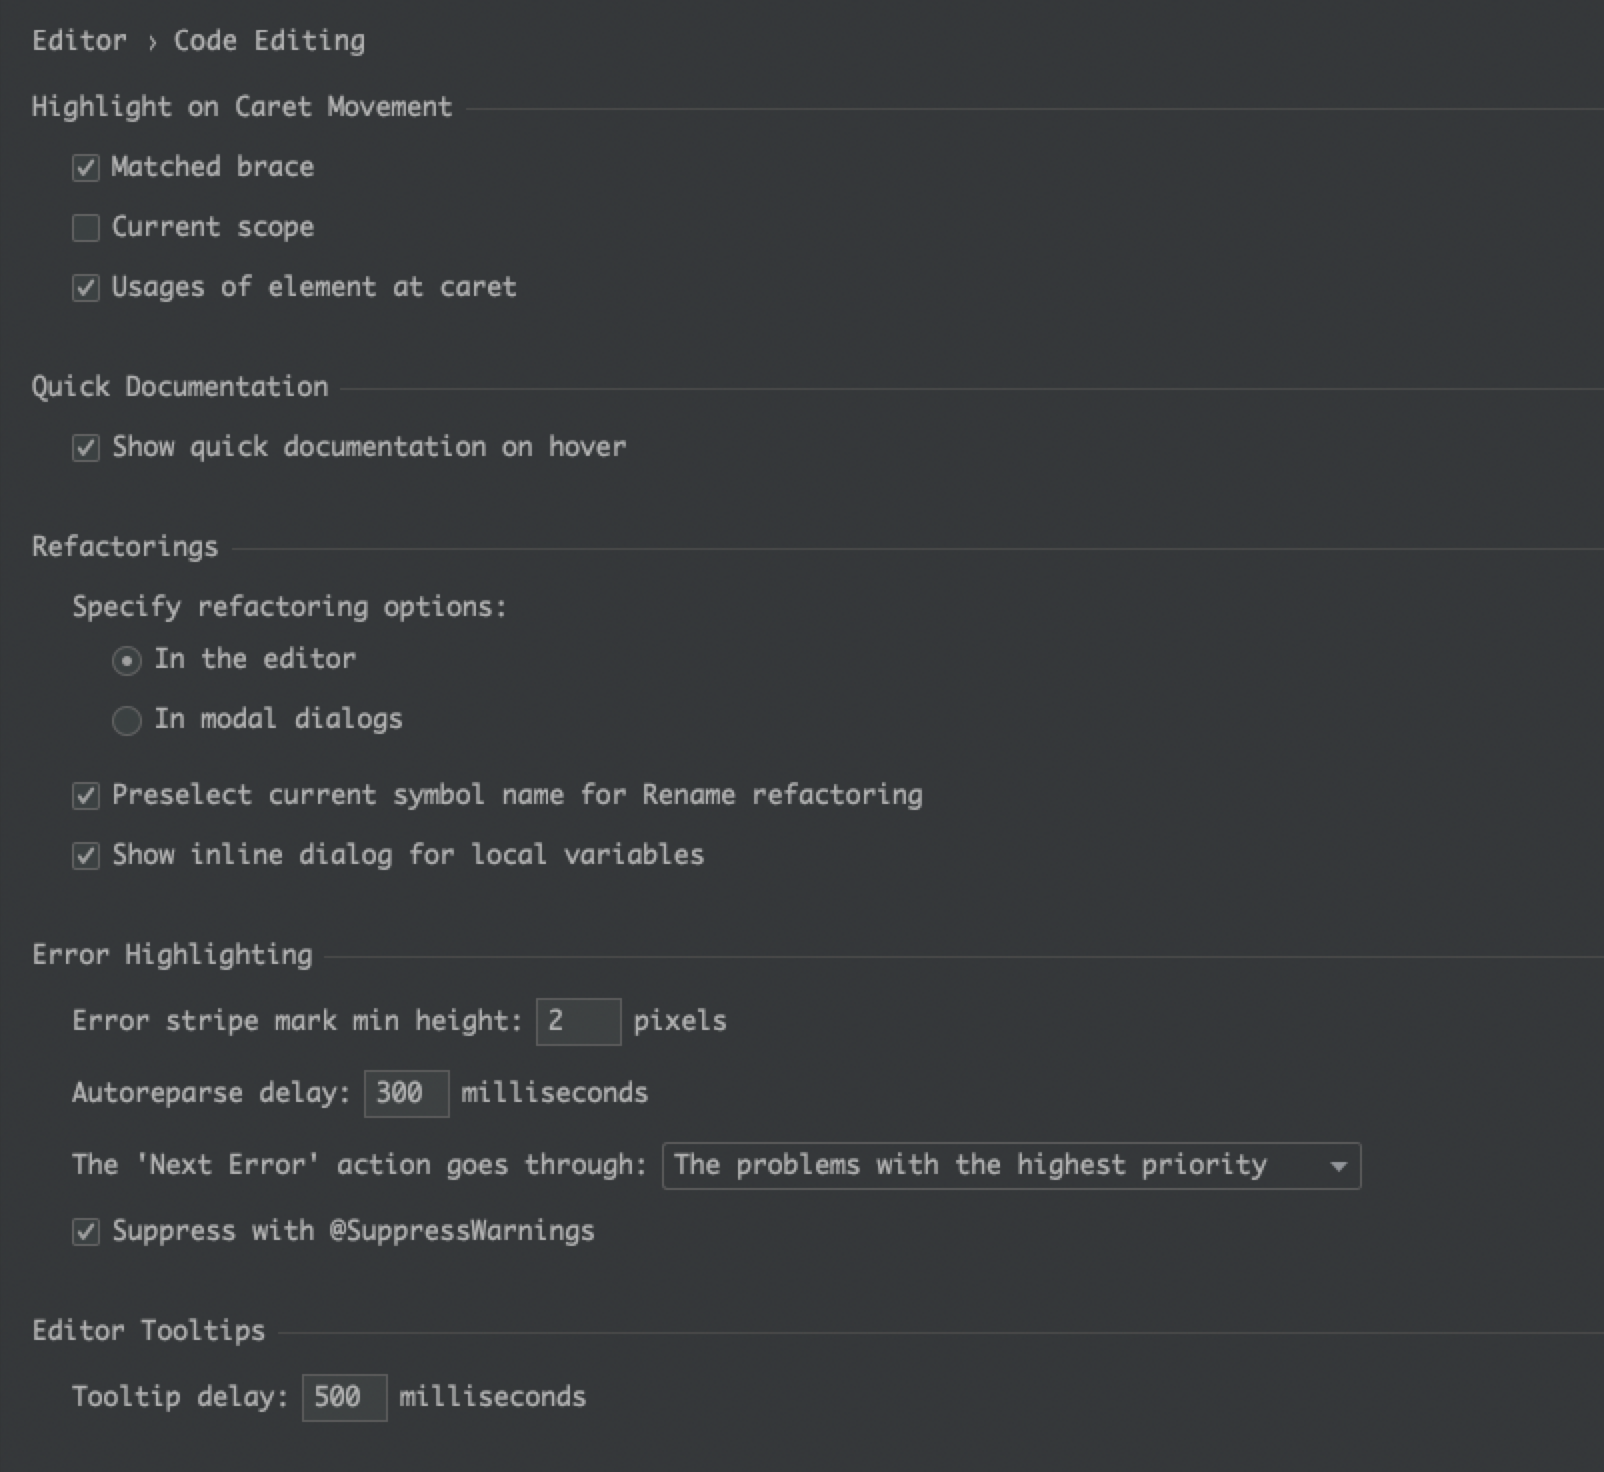 Editor › Code Editing
Highlight on Caret Movement
Matched brace
Current scope
Usages of element at caret
Quick Documentation
Show quick documentation on hover
Refactorings
Specify refactoring options:
In the editor
In modal dialogs
Preselect current symbol name for Rename refactoring
Show inline dialog for local variables
Error Highlighting
Error stripe mark min height: 2 pixels
Autoreparse delay: 300 milliseconds
The 'Next Error' action goes through: The problems with the highest priority
Suppress with @SuppressWarnings
Editor Tooltips
Tooltip delay: 500 milliseconds